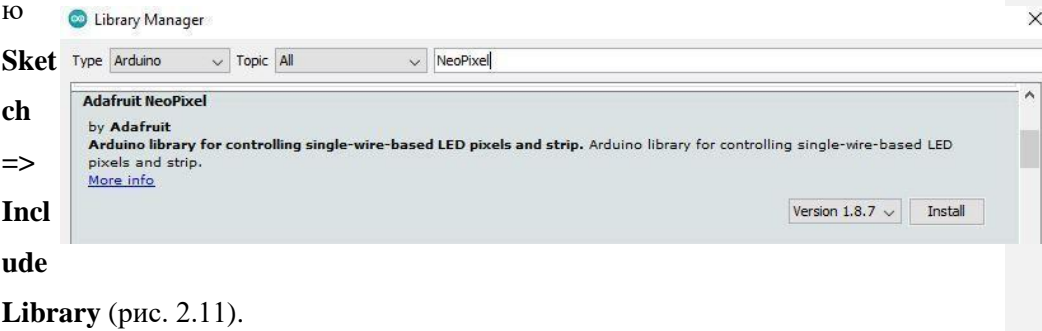 ю
Library Manager
Sket
Type Arduino Topic All NeoPixel
ch
Adafruit NeoPixel
by Adafruit
Arduino library for controlling single-wire-based LED pixels and strip. Arduino library for controlling single-wire-based LED
=>
pixels and strip.
More info
Incl
Version 1.8.7 Install
ude
Library (рис. 2.11).